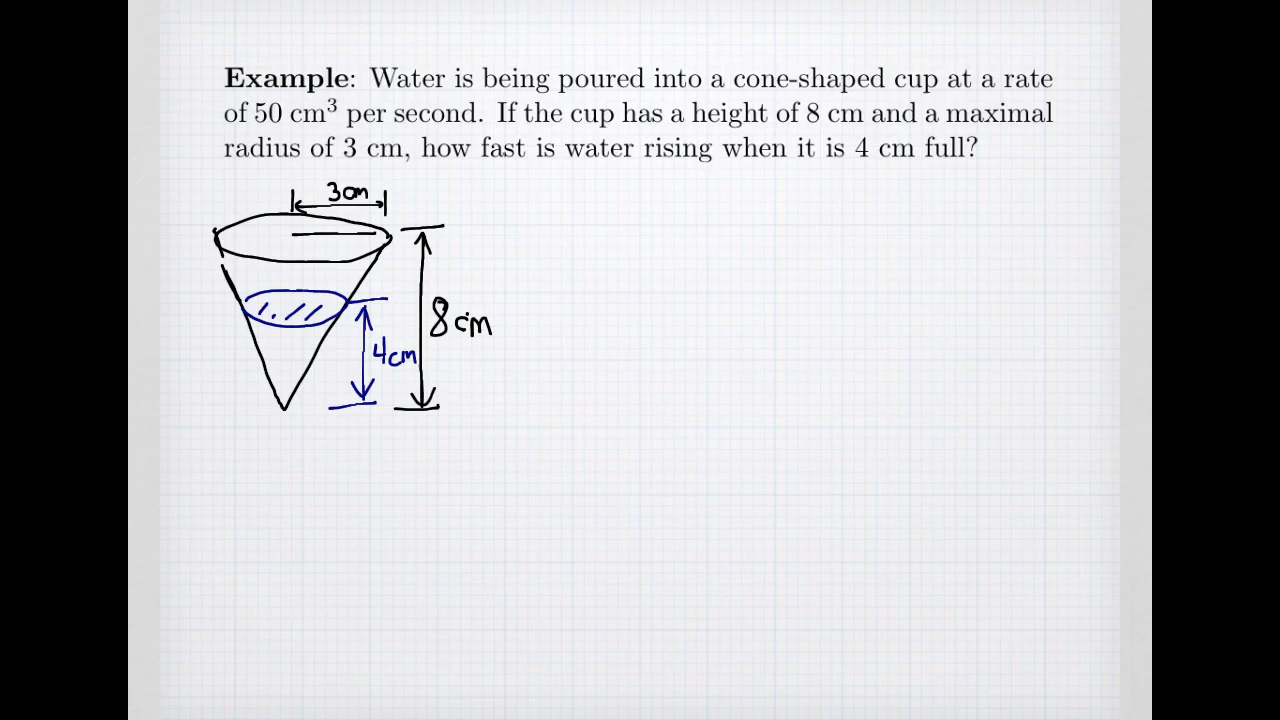 Example: Water is being poured into a cone-shaped cup at a rate
of 50 cm³ per second. If the cup has a height of 8 cm and a maximal
radius of 3 cm, how fast is water rising when it is 4 cm full?
3cm
8cm
4cm